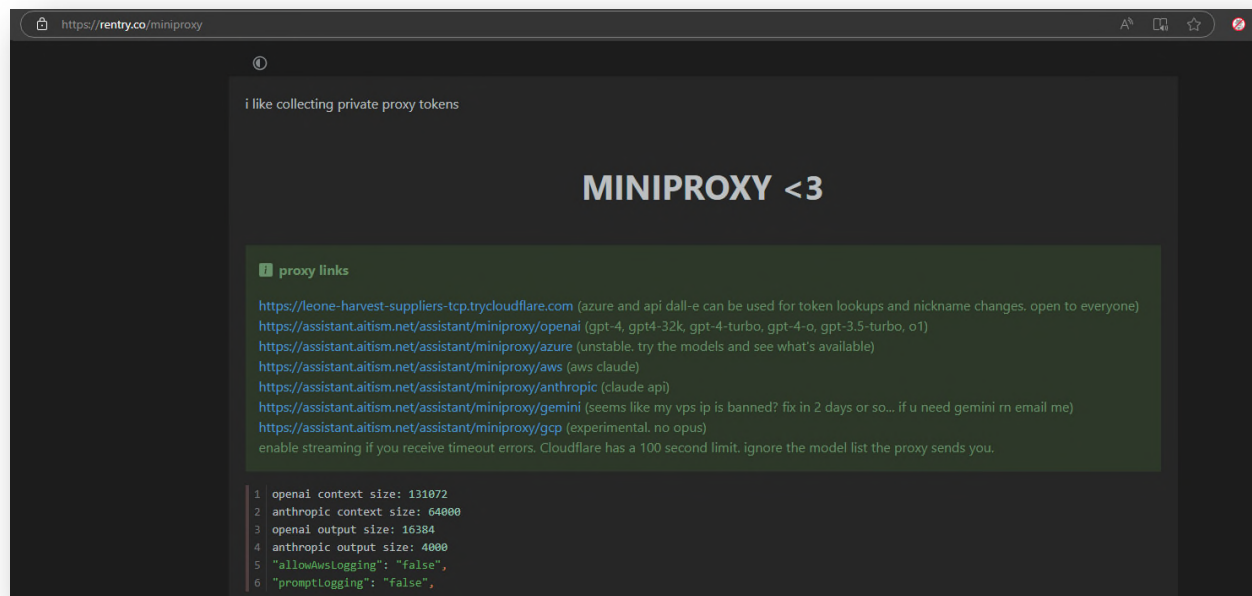 https://rentry.co/miniproxy
i like collecting private proxy tokens
MINIPROXY <3
i proxy links
https://leone-harvest-suppliers-tcp.trycloudflare.com (azure and api dall-e can be used for token lookups and nickname changes. open to everyone)
https://assistant.aitism.net/assistant/miniproxy/openai (gpt-4, gpt4-32k, gpt-4-turbo, gpt-4-o, gpt-3.5-turbo, o1)
https://assistant.aitism.net/assistant/miniproxy/azure (unstable. try the models and see what's available)
https://assistant.aitism.net/assistant/miniproxy/aws (aws claude)
https://assistant.aitism.net/assistant/miniproxy/anthropic (claude api)
https://assistant.aitism.net/assistant/miniproxy/gemini (seems like my vps ip is banned? fix in 2 days or so... if u need gemini rn email me)
https://assistant.aitism.net/assistant/miniproxy/gcp (experimental. no opus)
enable streaming if you receive timeout errors. Cloudflare has a 100 second limit. ignore the model list the proxy sends you.
1 openai context size: 131072
2 anthropic context size: 64000
3 openai output size: 16384
4 anthropic output size: 4000
5 "allowAwsLogging": "false",
6 "promptLogging": "false",